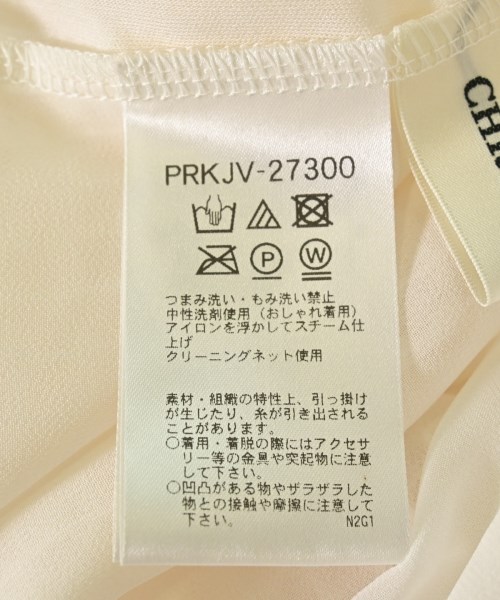 PRKJV-27300
P
W
つまみ洗い・もみ洗い禁止
中性洗剤使用（おしゃれ着用）
アイロンを浮かしてスチーム仕
上げ
クリーニングネット使用
素材・組織の特性上、引っ掛け
が生じたり、糸が引き出される
ことがあります。
○着用・着脱の際にはアクセサ
リー等の金具や突起物に注意
して下さい。
○凹凸がある物やザラザラした
物との接触や摩擦に注意して
下さい。
N2G1
CHI